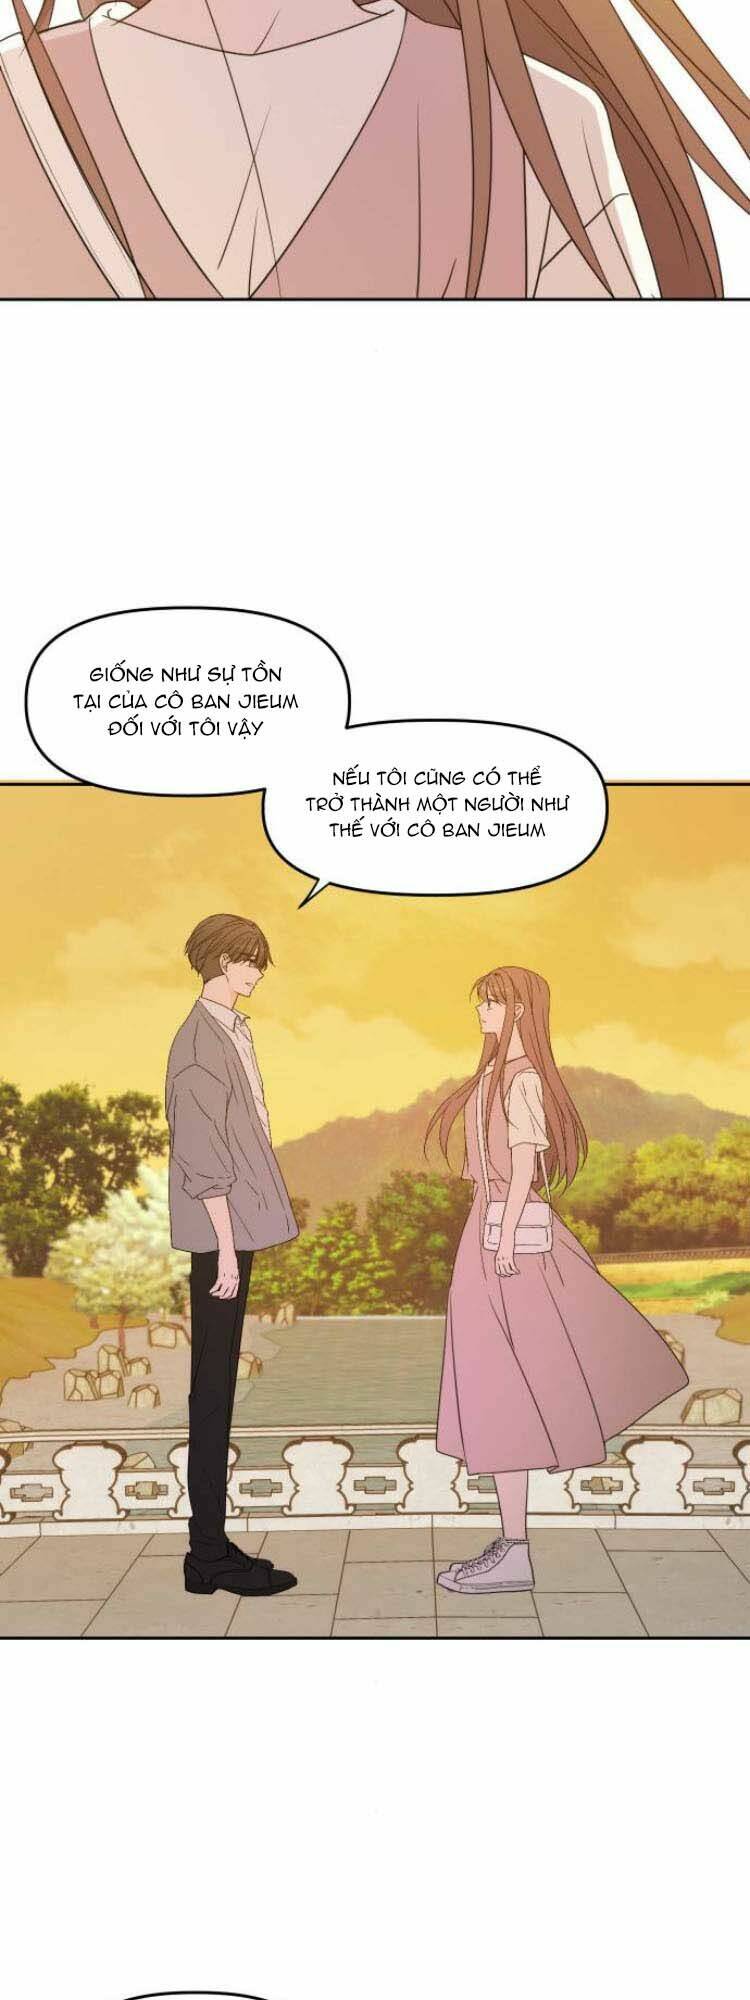 GIỐNG NHƯ SỰ TỒN
TẠI CỦA CÔ BAN JIEUM
ĐỐI VỚI TÔI VẬY
NẾU TÔI CŨNG CÓ THỂ
TRỞ THÀNH MỘT NGƯỜI NHƯ
THẾ VỚI CÔ BAN JIEUM